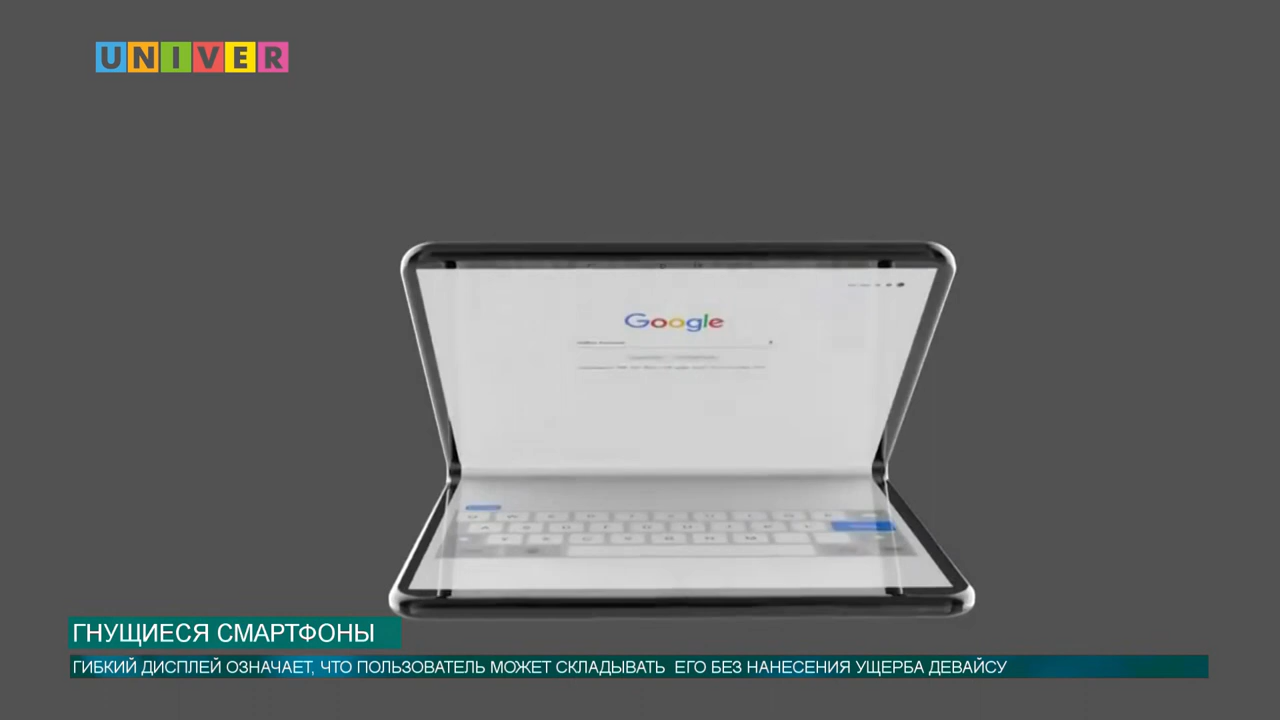 UNIVER
Google
ГНУЩИЕСЯ СМАРТФОНЫ
ГИБКИЙ ДИСПЛЕЙ ОЗНАЧАЕТ, ЧТО ПОЛЬЗОВАТЕЛЬ МОЖЕТ СКЛАДЫВАТЬ ЕГО БЕЗ НАНЕСЕНИЯ УЩЕРБА ДЕВАЙСУ